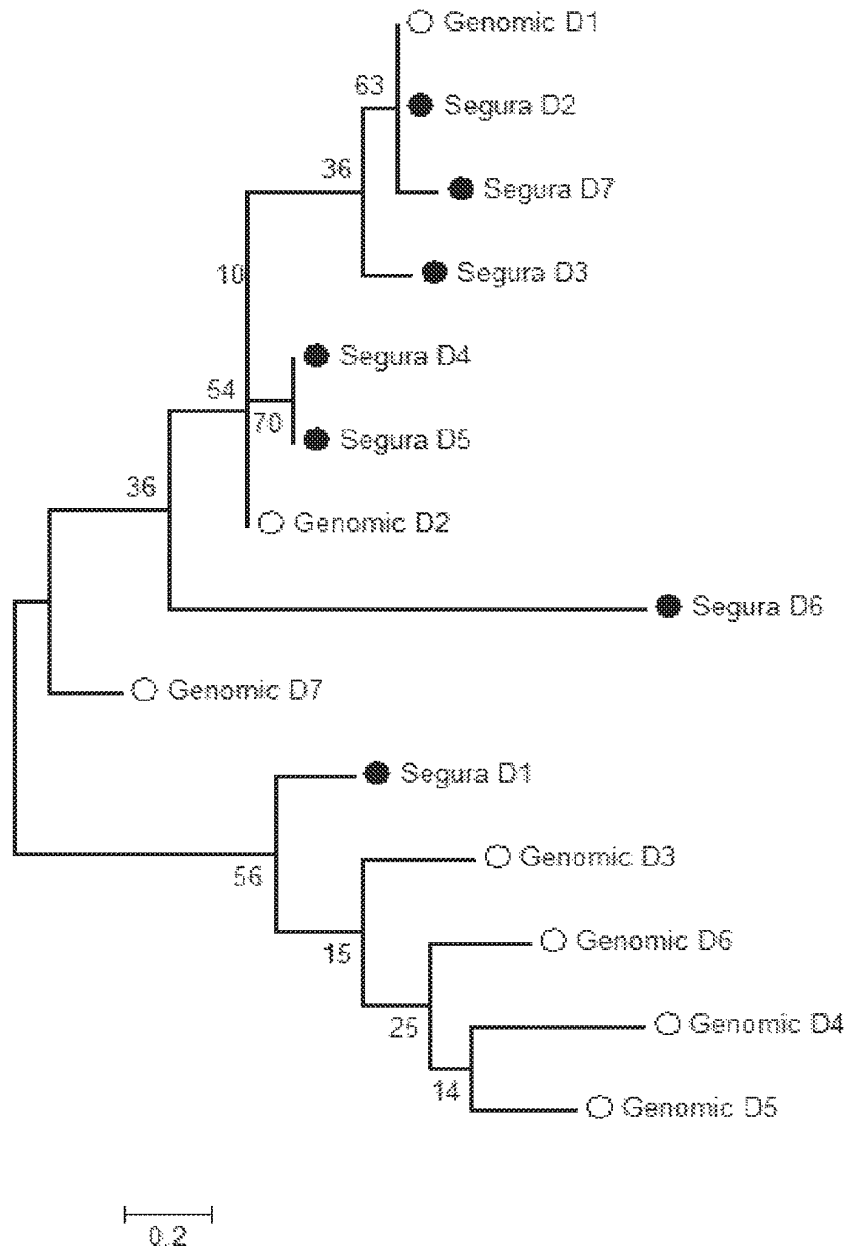 Genomic D1
63
Segura D2
36
Segura D7
10
Segura D3
54
Segura D4
70
Segura D5
36
Genomic D2
Segura D6
Genomic D7
Segura D1
56
Genomic D3
15
Genomic D6
25
Genomic D4
14
Genomic D5
0.2